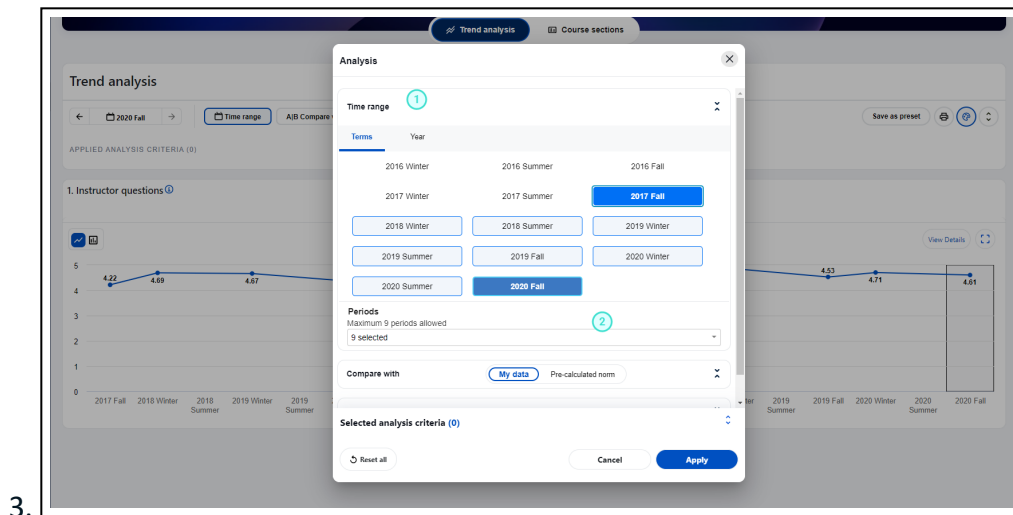 Trend analysis
Course sections
Trend analysis
2020 Fall
Time range
A|B Compare
Save as preset
APPLIED ANALYSIS CRITERIA (0)
1. Instructor questions
View Details
5
4
3
2
1
0
4.22
4.69
4.67
4.53
4.71
4.61
2017 Fall
2018 Winter
2018 Summer
2019 Winter
2019 Summer
2019 Summer
2019 Fall
2020 Winter
2020 Summer
2020 Fall
Analysis
Time range
1
Terms
Year
2016 Winter
2016 Summer
2016 Fall
2017 Winter
2017 Summer
2017 Fall
2018 Winter
2018 Summer
2019 Winter
2019 Summer
2019 Fall
2020 Winter
2020 Summer
2020 Fall
Periods
Maximum 9 periods allowed
2
9 selected
Compare with
My data
Pre-calculated norm
Selected analysis criteria (0)
Reset all
Cancel
Apply
3.